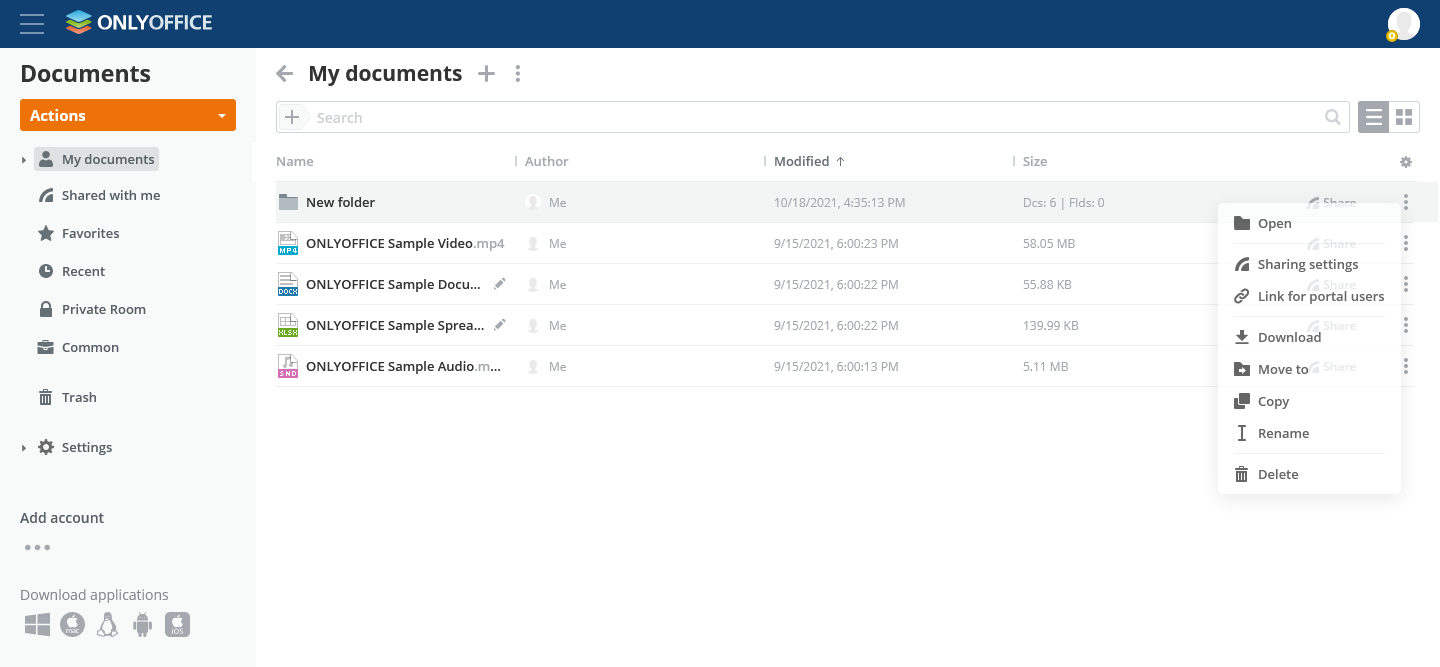 ONLYOFFICE
Documents
Actions
My documents
Shared with me
Favorites
Recent
Private Room
Common
Trash
Settings
Add account
Download applications
mac
iOS
My documents
Search
Name
Author
Modified
Size
New folder
Me
10/18/2021, 4:35:13 PM
Dcs: 6 | Flds: 0
Share
MP4
ONLYOFFICE Sample Video.mp4
Me
9/15/2021, 6:00:23 PM
58.05 MB
Share
DOCX
ONLYOFFICE Sample Docu...
Me
9/15/2021, 6:00:22 PM
55.88 KB
Share
XLSX
ONLYOFFICE Sample Sprea...
Me
9/15/2021, 6:00:22 PM
139.99 KB
Share
SND
ONLYOFFICE Sample Audio.m...
Me
9/15/2021, 6:00:13 PM
5.11 MB
Share
Open
Sharing settings
Link for portal users
Download
Move to
Copy
Rename
Delete